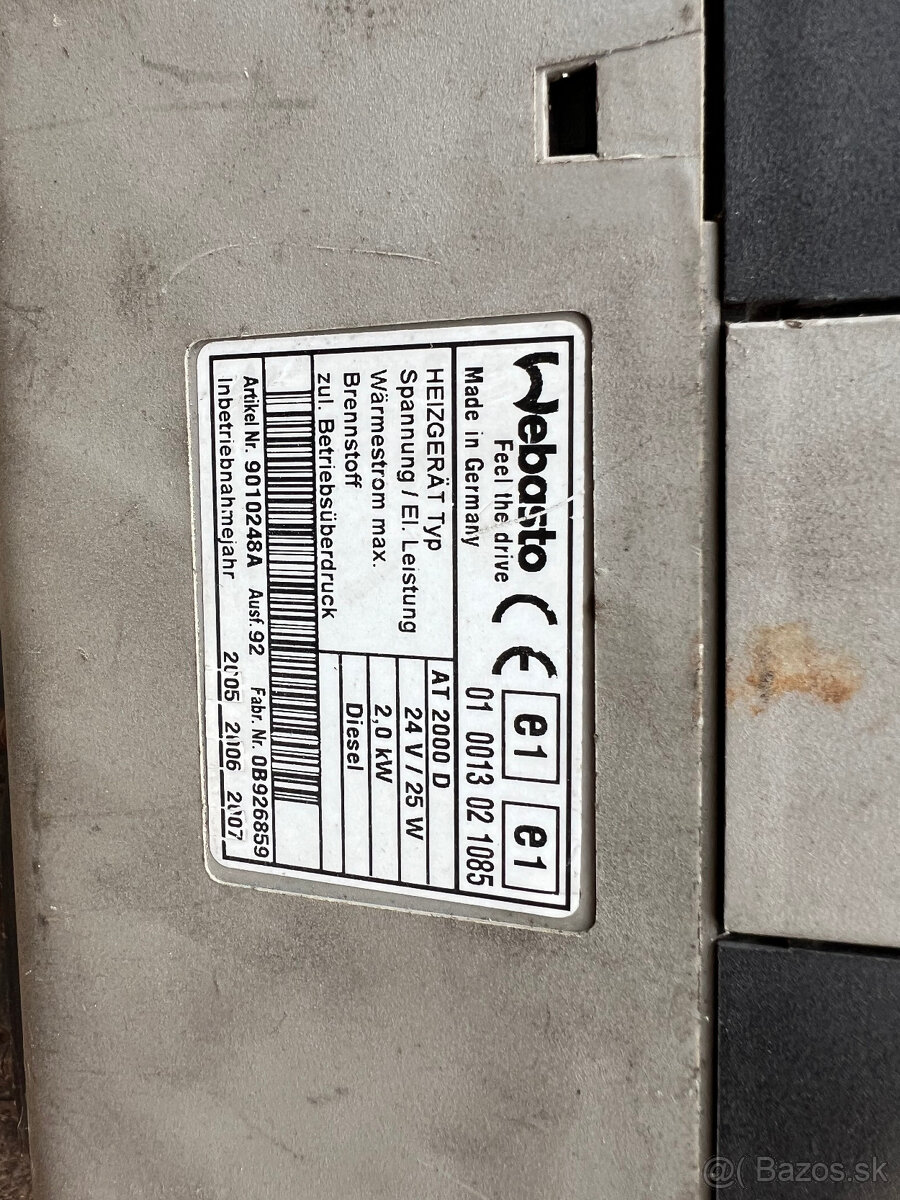 Webasto
Feel the drive
Made in Germany
CE e1 e1
01 0013 02 1085
HEIZGERÄT Typ AT 2000 D
Spannung / El. Leistung 24 V / 25 W
Wärmestrom max. 2,0 kW
Brennstoff Diesel
zul. Betriebsüberdruck
Artikel Nr. 9010248A Ausf. 92 Fabr. Nr. 0B926859
Inbetriebnahmejahr 2005 2006 2007
@( Bazos.sk